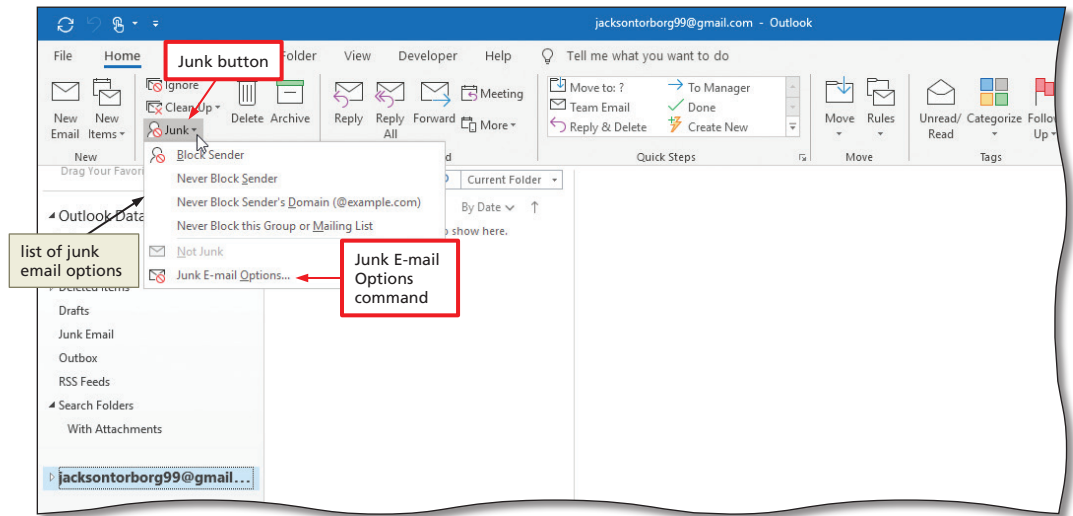 jacksontorborg99@gmail.com - Outlook
File Home Folder View Developer Help Tell me what you want to do
Junk button
Ignore
Clean Up
Junk
New Email
New Items
Delete Archive
Reply
Reply All
Forward
Meeting
More
Move to: ?
Team Email
Reply & Delete
To Manager
Done
Create New
Move
Rules
Unread/ Read
Categorize
Follow Up
New
Quick Steps
Move
Tags
Block Sender
Never Block Sender
Never Block Sender's Domain (@example.com)
Never Block this Group or Mailing List
Not Junk
Junk E-mail Options...
Drag Your Favori
Current Folder
By Date
show here.
Outlook Data
list of junk
email options
Junk E-mail
Options
command
Deleted Items
Drafts
Junk Email
Outbox
RSS Feeds
Search Folders
With Attachments
jacksontorborg99@gmail...